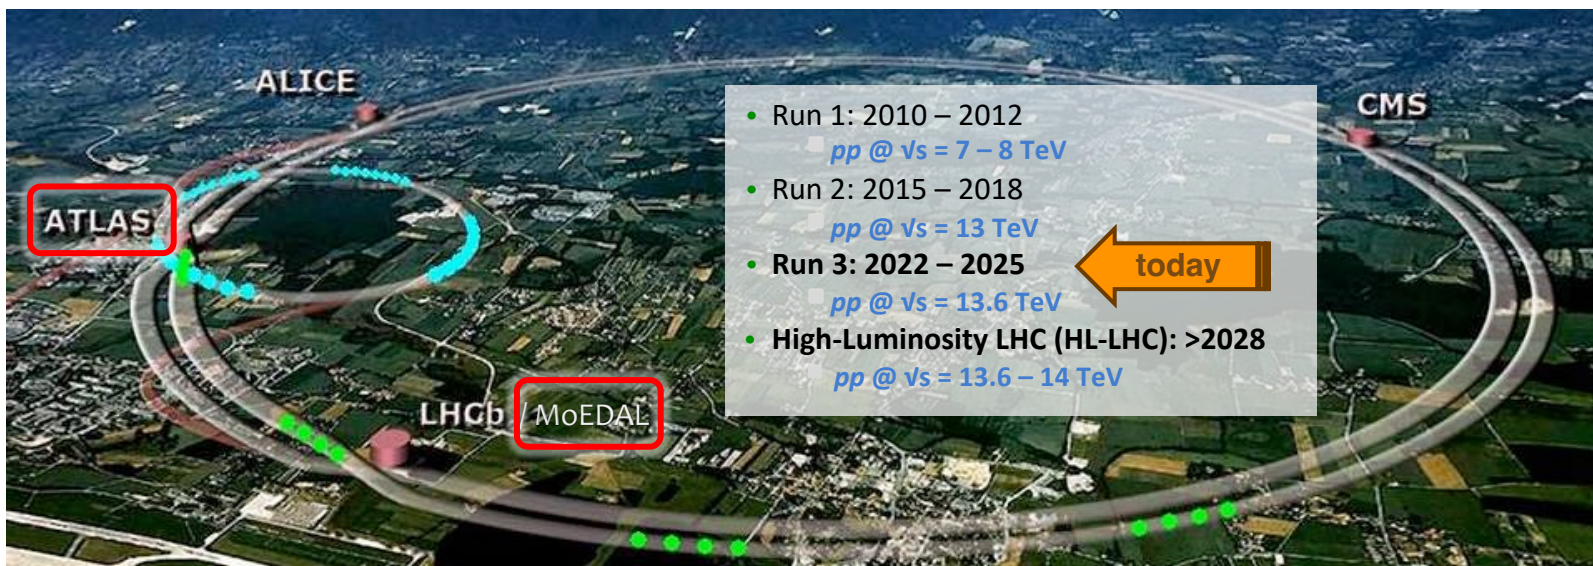 ALICE
CMS
ATLAS
LHCb / MoEDAL
• Run 1: 2010 – 2012
pp @ √s = 7 – 8 TeV
• Run 2: 2015 – 2018
pp @ √s = 13 TeV
• Run 3: 2022 – 2025
today
pp @ √s = 13.6 TeV
• High-Luminosity LHC (HL-LHC): >2028
pp @ √s = 13.6 – 14 TeV